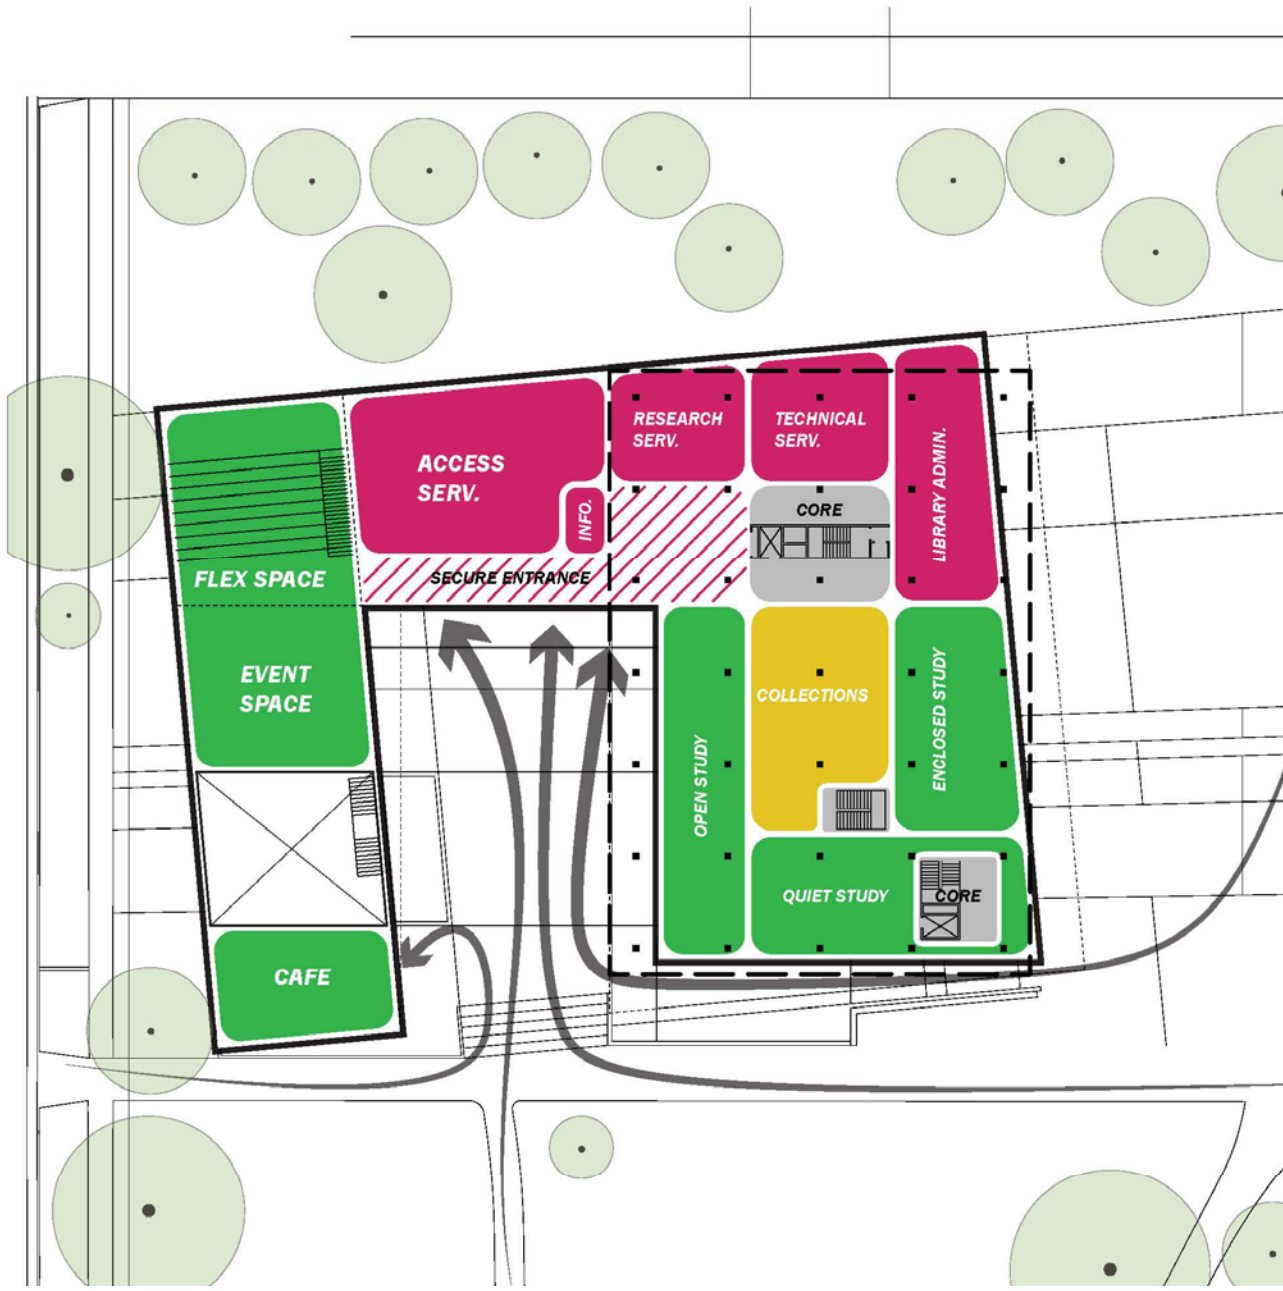 RESEARCH
SERV.
TECHNICAL
SERV.
LIBRARY ADMIN.
ACCESS
SERV.
INFO.
CORE
FLEX SPACE
SECURE ENTRANCE
EVENT
SPACE
COLLECTIONS
OPEN STUDY
ENCLOSED STUDY
QUIET STUDY
CORE
CAFE